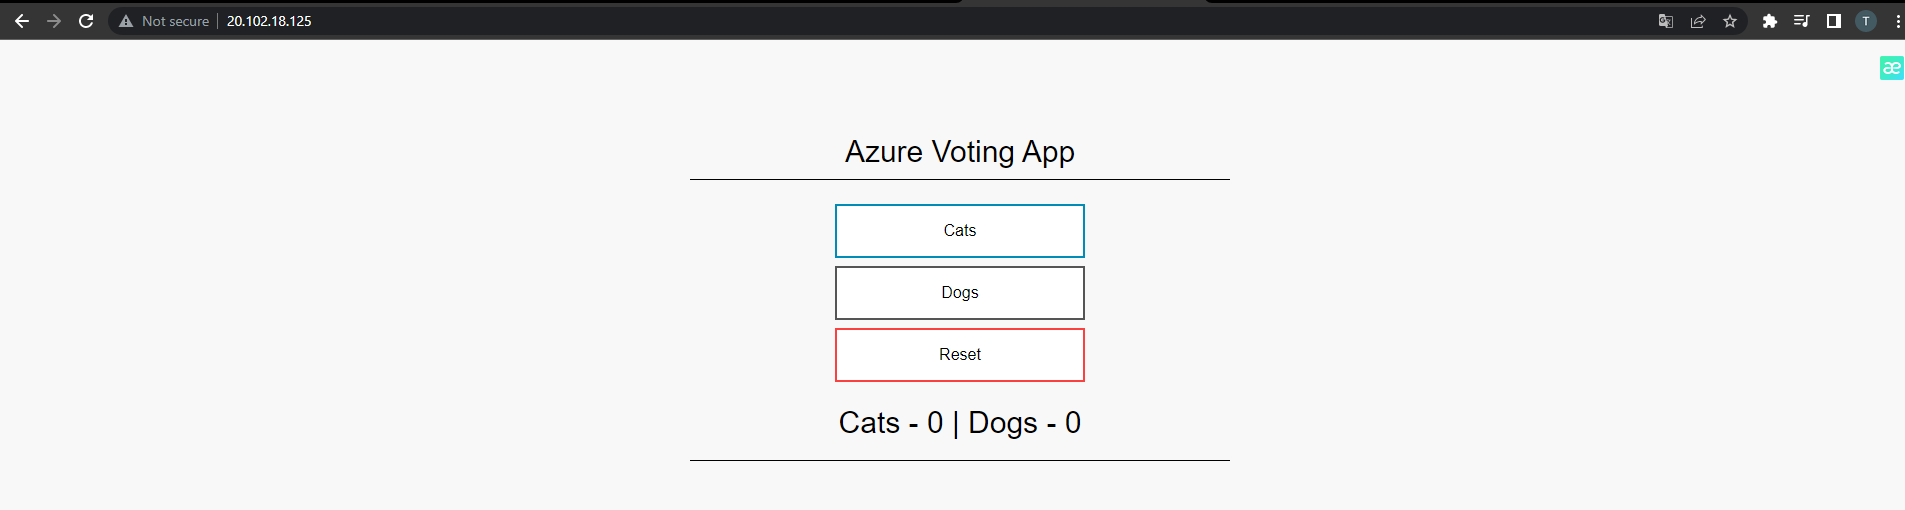 Not secure | 20.102.18.125
T
æ
Azure Voting App
Cats
Dogs
Reset
Cats - 0 | Dogs - 0